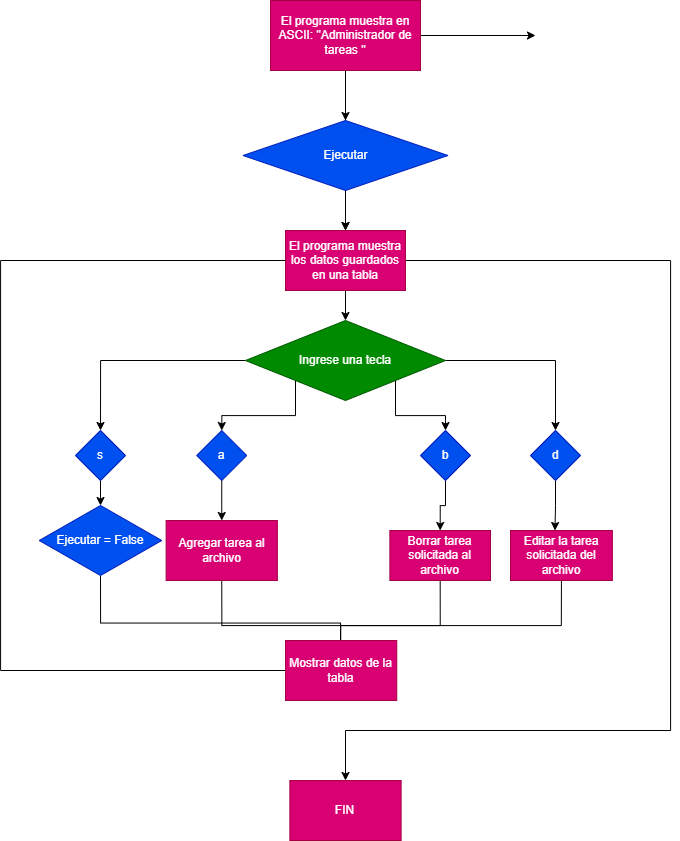 El programa muestra en
ASCII: "Administrador de
tareas "
Ejecutar
El programa muestra
los datos guardados
en una tabla
Ingrese una tecla
s
a
b
d
Ejecutar = False
Agregar tarea al
archivo
Borrar tarea
solicitada al
archivo
Editar la tarea
solicitada del
archivo
Mostrar datos de la
tabla
FIN